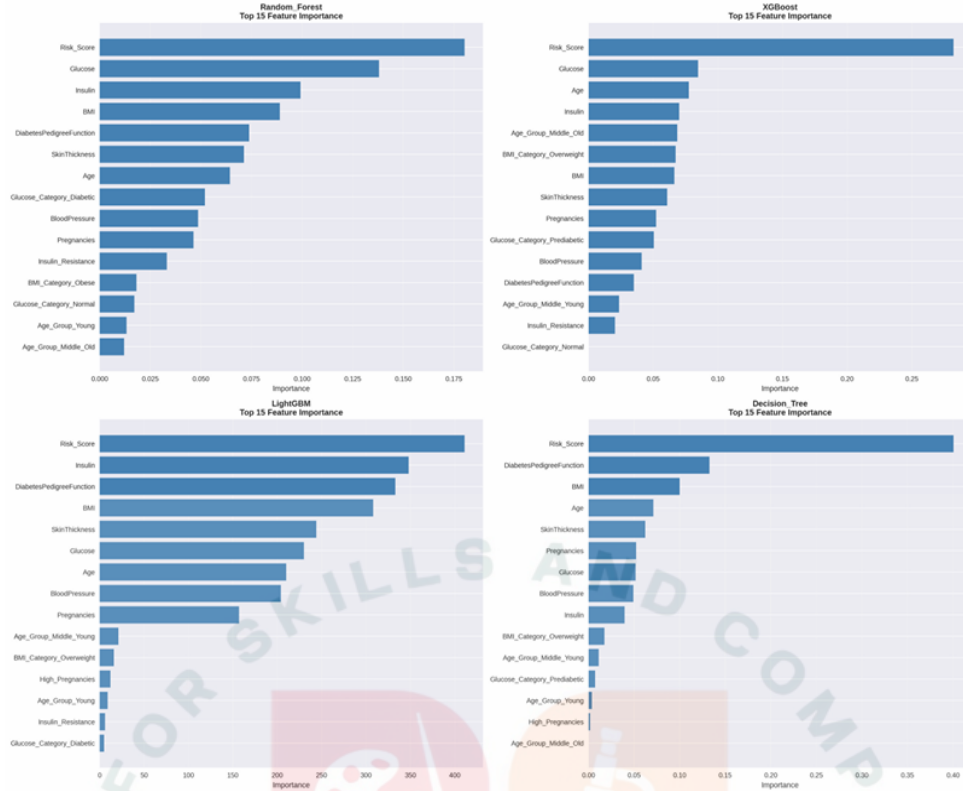 Random_Forest
Top 15 Feature Importance
Risk_Score
Glucose
Insulin
BMI
DiabetesPedigreeFunction
SkinThickness
Age
Glucose_Category_Diabetic
BloodPressure
Pregnancies
Insulin_Resistance
BMI_Category_Obese
Glucose_Category_Normal
Age_Group_Young
Age_Group_Middle_Old
0.000 0.025 0.050 0.075 0.100 0.125 0.150 0.175
Importance
XGBoost
Top 15 Feature Importance
Risk_Score
Glucose
Age
Insulin
Age_Group_Middle_Old
BMI_Category_Overweight
BMI
SkinThickness
Pregnancies
Glucose_Category_Prediabetic
BloodPressure
DiabetesPedigreeFunction
Age_Group_Middle_Young
Insulin_Resistance
Glucose_Category_Normal
0.00 0.05 0.10 0.15 0.20 0.25
Importance
LightGBM
Top 15 Feature Importance
Risk_Score
Insulin
DiabetesPedigreeFunction
BMI
SkinThickness
Glucose
Age
BloodPressure
Pregnancies
Age_Group_Middle_Young
BMI_Category_Overweight
High_Pregnancies
Age_Group_Young
Insulin_Resistance
Glucose_Category_Diabetic
0 50 100 150 200 250 300 350 400
Importance
Decision_Tree
Top 15 Feature Importance
Risk_Score
DiabetesPedigreeFunction
BMI
Age
SkinThickness
Pregnancies
Glucose
BloodPressure
Insulin
BMI_Category_Overweight
Age_Group_Middle_Young
Glucose_Category_Prediabetic
Age_Group_Young
High_Pregnancies
Age_Group_Middle_Old
0.00 0.05 0.10 0.15 0.20 0.25 0.30 0.35 0.40
Importance
FOR SKILLS AND COMP